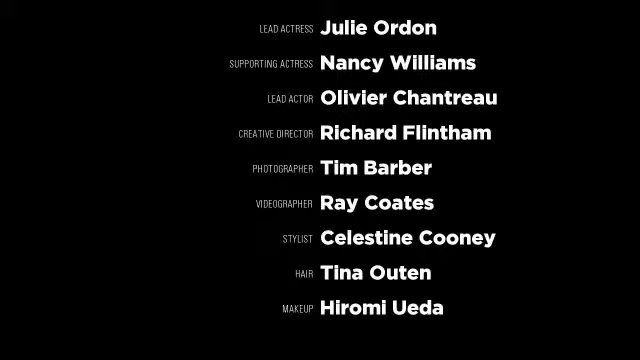 LEAD ACTRESS Julie Ordon
SUPPORTING ACTRESS Nancy Williams
LEAD ACTOR Olivier Chantreau
CREATIVE DIRECTOR Richard Flintham
PHOTOGRAPHER Tim Barber
VIDEOGRAPHER Ray Coates
STYLIST Celestine Cooney
HAIR Tina Outen
MAKEUP Hiromi Ueda